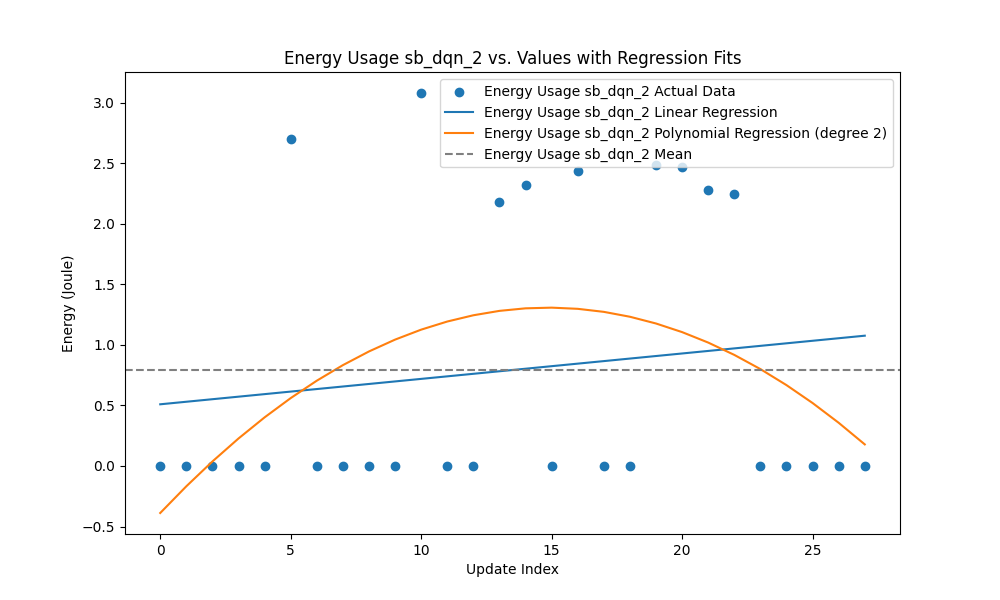 Energy Usage sb_dqn_2 vs. Values with Regression Fits
Energy Usage sb_dqn_2 Actual Data
Energy Usage sb_dqn_2 Linear Regression
Energy Usage sb_dqn_2 Polynomial Regression (degree 2)
Energy Usage sb_dqn_2 Mean
3.0
2.5
2.0
1.5
1.0
0.5
0.0
−0.5
Energy (Joule)
0
5
10
15
20
25
Update Index